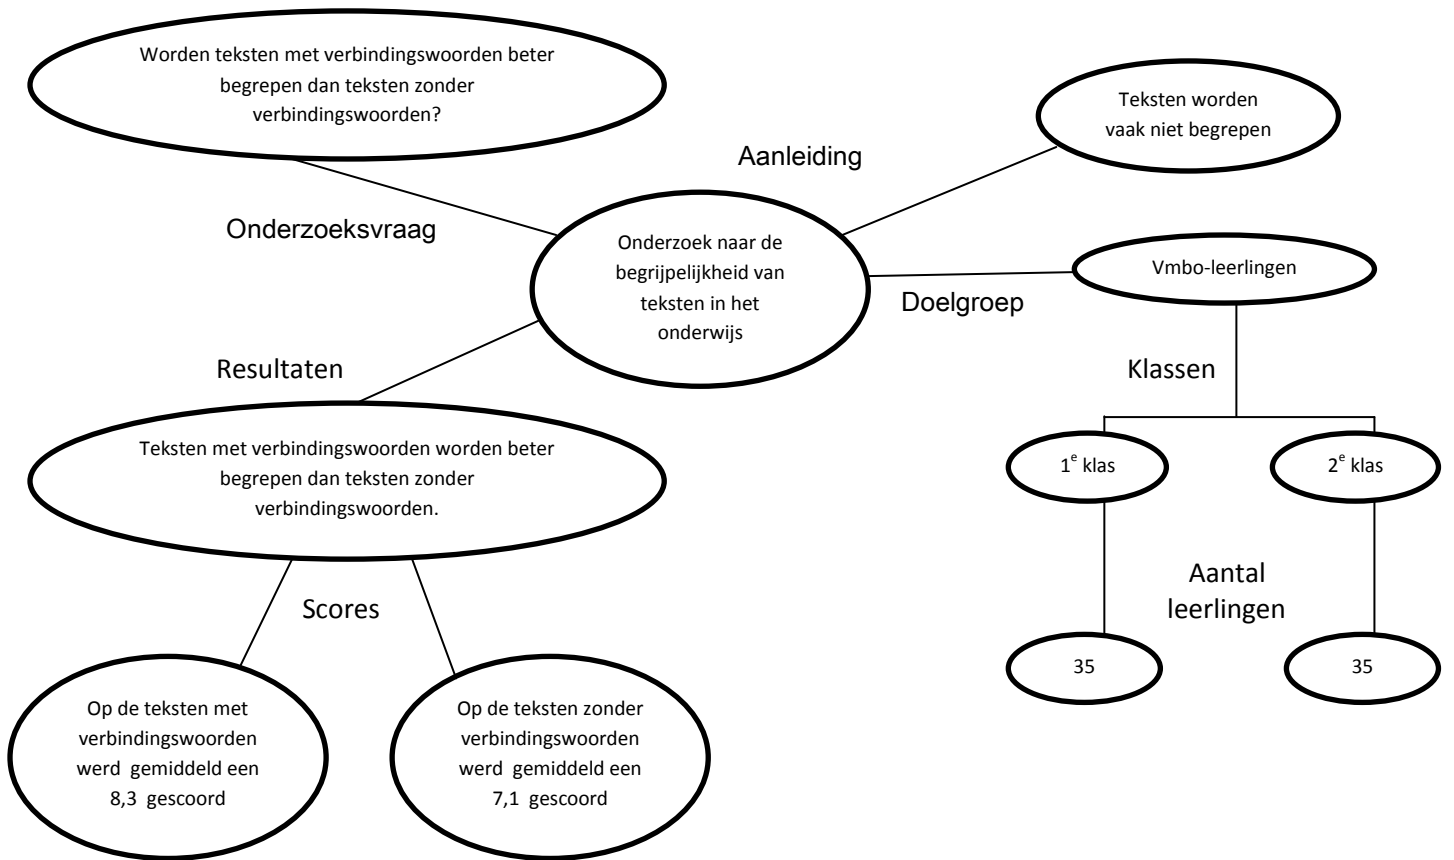 Worden teksten met verbindingswoorden beter
begrepen dan teksten zonder
verbindingswoorden?
Teksten worden
vaak niet begrepen
Aanleiding
Onderzoeksvraag
Onderzoek naar de
begrijpelijkheid van
teksten in het
onderwijs
Vmbo-leerlingen
Doelgroep
Resultaten
Klassen
Teksten met verbindingswoorden worden beter
begrepen dan teksten zonder
verbindingswoorden.
1e klas
2e klas
Scores
Aantal
leerlingen
35
35
Op de teksten met
verbindingswoorden
werd gemiddeld een
8,3 gescoord
Op de teksten zonder
verbindingswoorden
werd gemiddeld een
7,1 gescoord